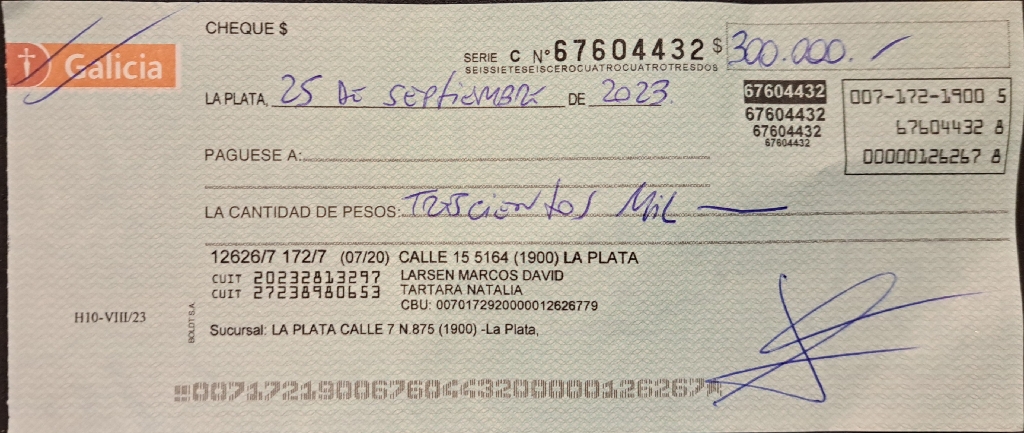 CHEQUE $
Galicia
SERIE C N° 67604432 $ 300.000.-
SEISSIETESEISCEROCUATROCUATROTRESDOS
LA PLATA, 25 DE SEPTIEMBRE DE 2023.
67604432
67604432
67604432
67604432
007-172-1900 5
67604432 8
00000126267 8
PAGUESE A:
LA CANTIDAD DE PESOS: TRESCIENTOS MIL
12626/7 172/7 (07/20) CALLE 15 5164 (1900) LA PLATA
CUIT 20232813297 LARSEN MARCOS DAVID
CUIT 27238980653 TARTARA NATALIA
CBU: 0070172920000012626779
H10-VIII/23
BOLDT S.A.
Sucursal: LA PLATA CALLE 7 N.875 (1900) -La Plata,
00717219006760443200000126267